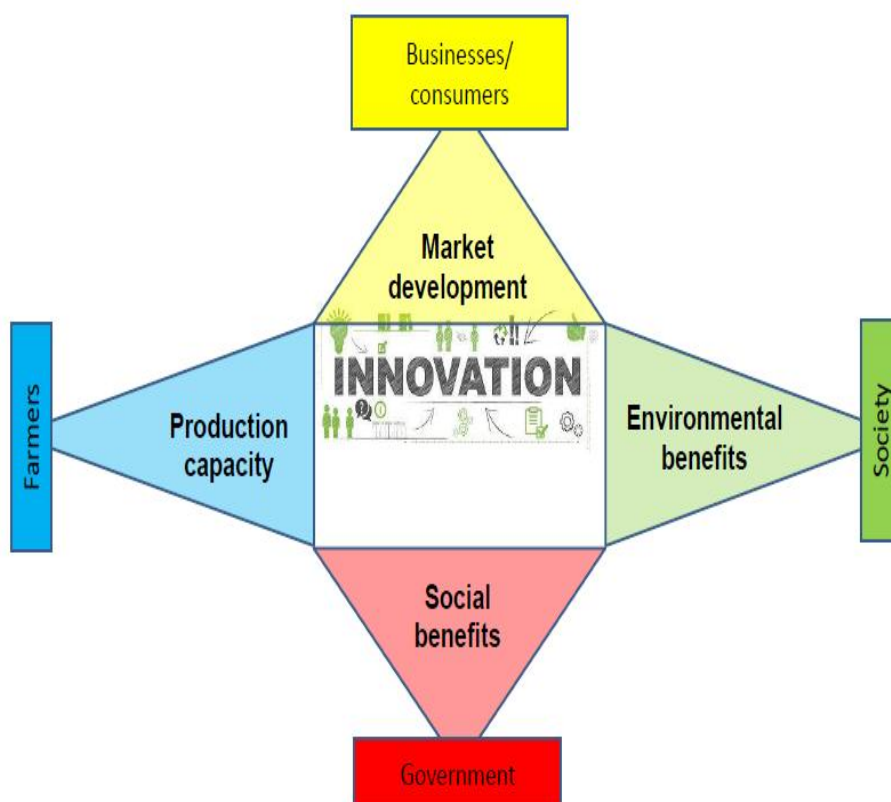 Businesses/
consumers
Market
development
INNOVATION
Farmers
Production
capacity
Environmental
benefits
Society
Social
benefits
Government